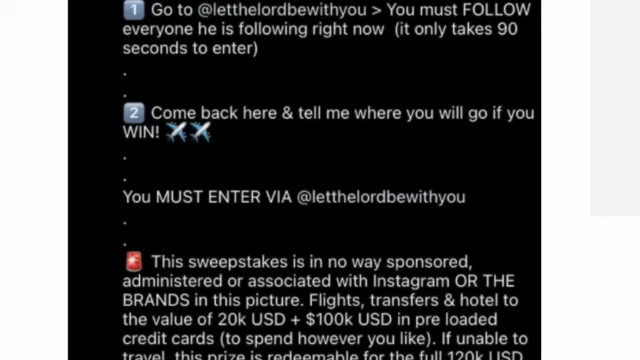 1 Go to @letthelordbewithyou > You must FOLLOW
everyone he is following right now (it only takes 90
seconds to enter)
.
.
2 Come back here & tell me where you will go if you
WIN! ✈️✈️
.
.
You MUST ENTER VIA @letthelordbewithyou
.
.
🚨 This sweepstakes is in no way sponsored,
administered or associated with Instagram OR THE
BRANDS in this picture. Flights, transfers & hotel to
the value of 20k USD + $100k USD in pre loaded
credit cards (to spend however you like). If unable to
travel, this prize is redeemable for the full 120k USD